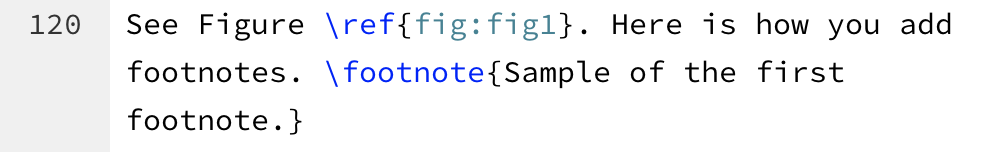 120 See Figure \ref{fig:fig1}. Here is how you add
footnotes. \footnote{Sample of the first
footnote.}